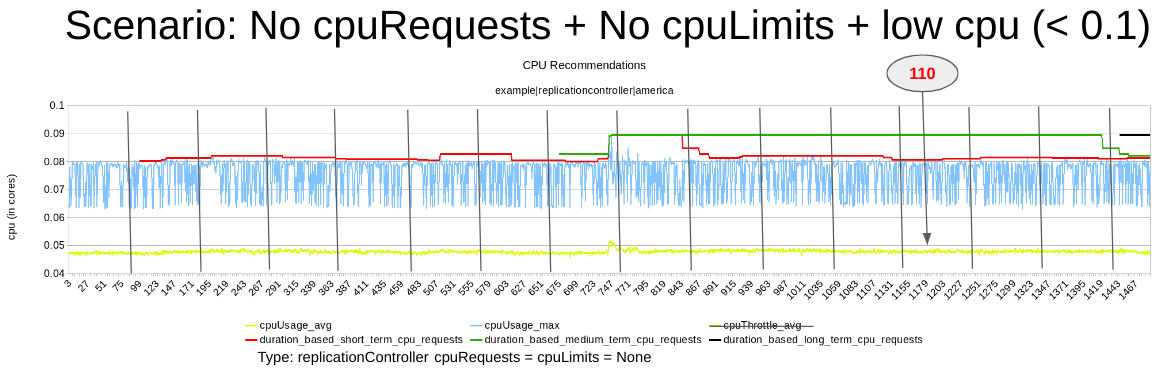 Scenario: No cpuRequests + No cpuLimits + low cpu (< 0.1)
CPU Recommendations
110
example|replicationcontroller|america
0.1
0.09
0.08
0.07
0.06
0.05
0.04
cpu (in cores)
3 27 51 75 99 123 147 171 195 219 243 267 291 315 339 363 387 411 435 459 483 507 531 555 579 603 627 651 675 699 723 747 771 795 819 843 867 891 915 939 963 987 1011 1035 1059 1083 1107 1131 1155 1179 1203 1227 1251 1275 1299 1323 1347 1371 1395 1419 1443 1467
cpuUsage_avg cpuUsage_max cpuThrottle_avg
duration_based_short_term_cpu_requests duration_based_medium_term_cpu_requests duration_based_long_term_cpu_requests
Type: replicationController cpuRequests = cpuLimits = None